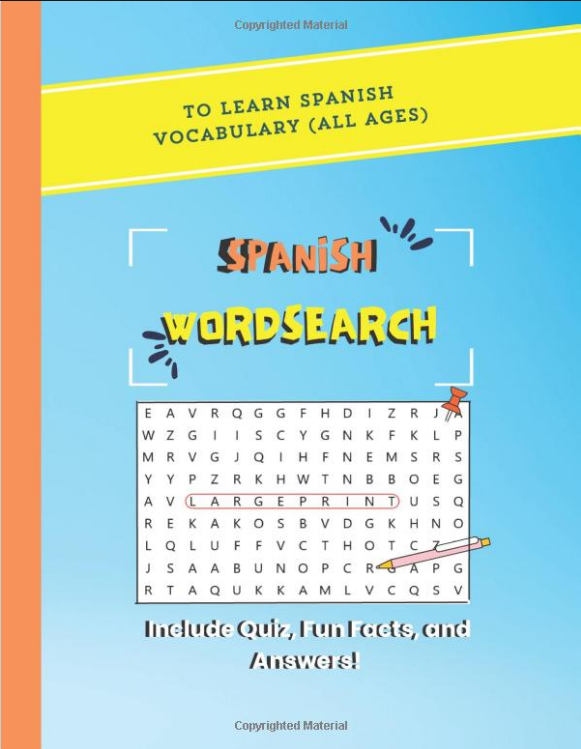 Copyrighted Material
TO LEARN SPANISH
VOCABULARY (ALL AGES)
SPANiSH
WORDSEARCH
E A V R Q G G F H D I Z R J A
W Z G I I S C Y G N K F K L P
M R V G J Q I H F N E M S R S
Y Y P Z R K H W T N B B O E G
A V L A R G E P R I N T U S Q
R E K A K O S B V D G K H N O
L Q L U F F V C T H O T C Z
J S A A B U N O P C R G A P G
R T A Q U K K A M L V C Q S V
Include Quiz, Fun Facts, and
Answers!
Copyrighted Material